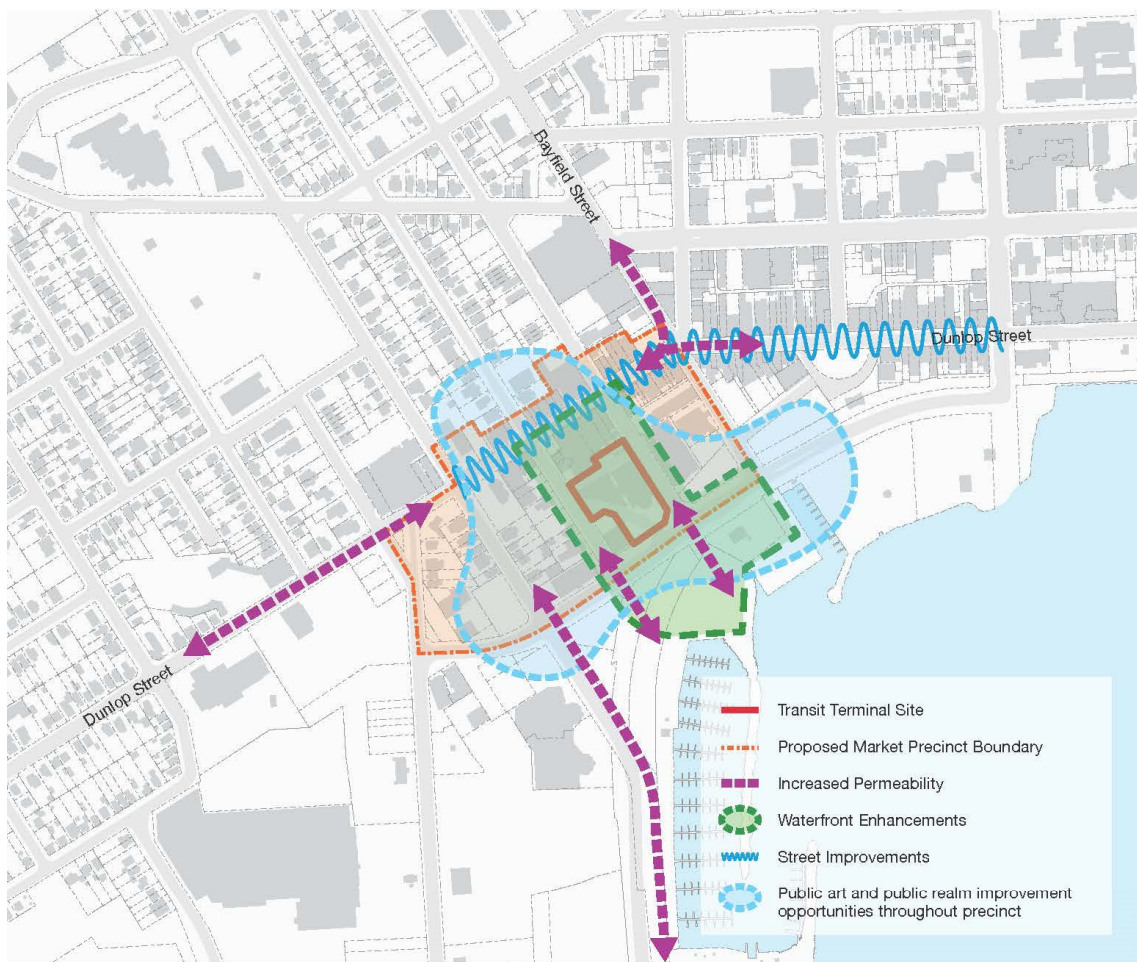 Bayfield Street
Dunlop Street
Dunlop Street
Transit Terminal Site
Proposed Market Precinct Boundary
Increased Permeability
Waterfront Enhancements
Street Improvements
Public art and public realm improvement
opportunities throughout precinct